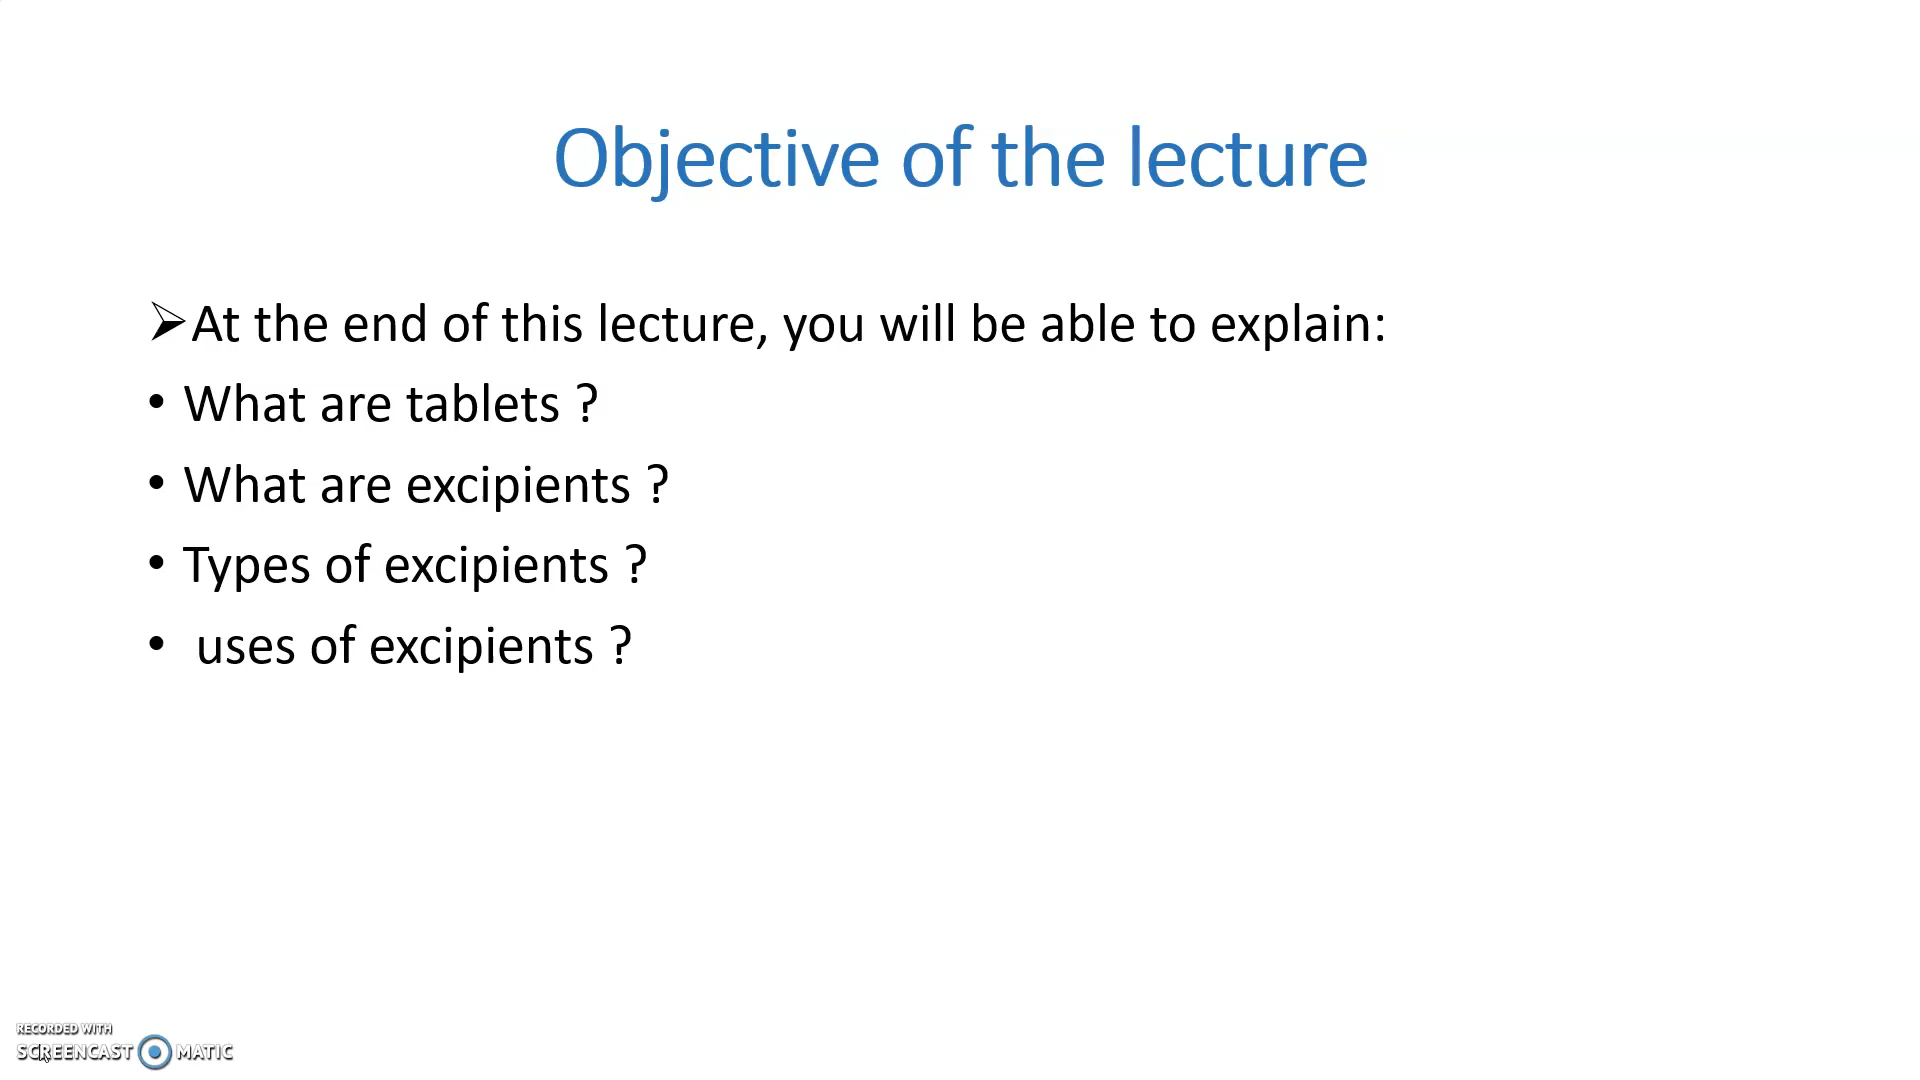 Objective of the lecture
➢At the end of this lecture, you will be able to explain:
• What are tablets ?
• What are excipients ?
• Types of excipients ?
• uses of excipients ?
RECORDED WITH
SCREENCAST MATIC